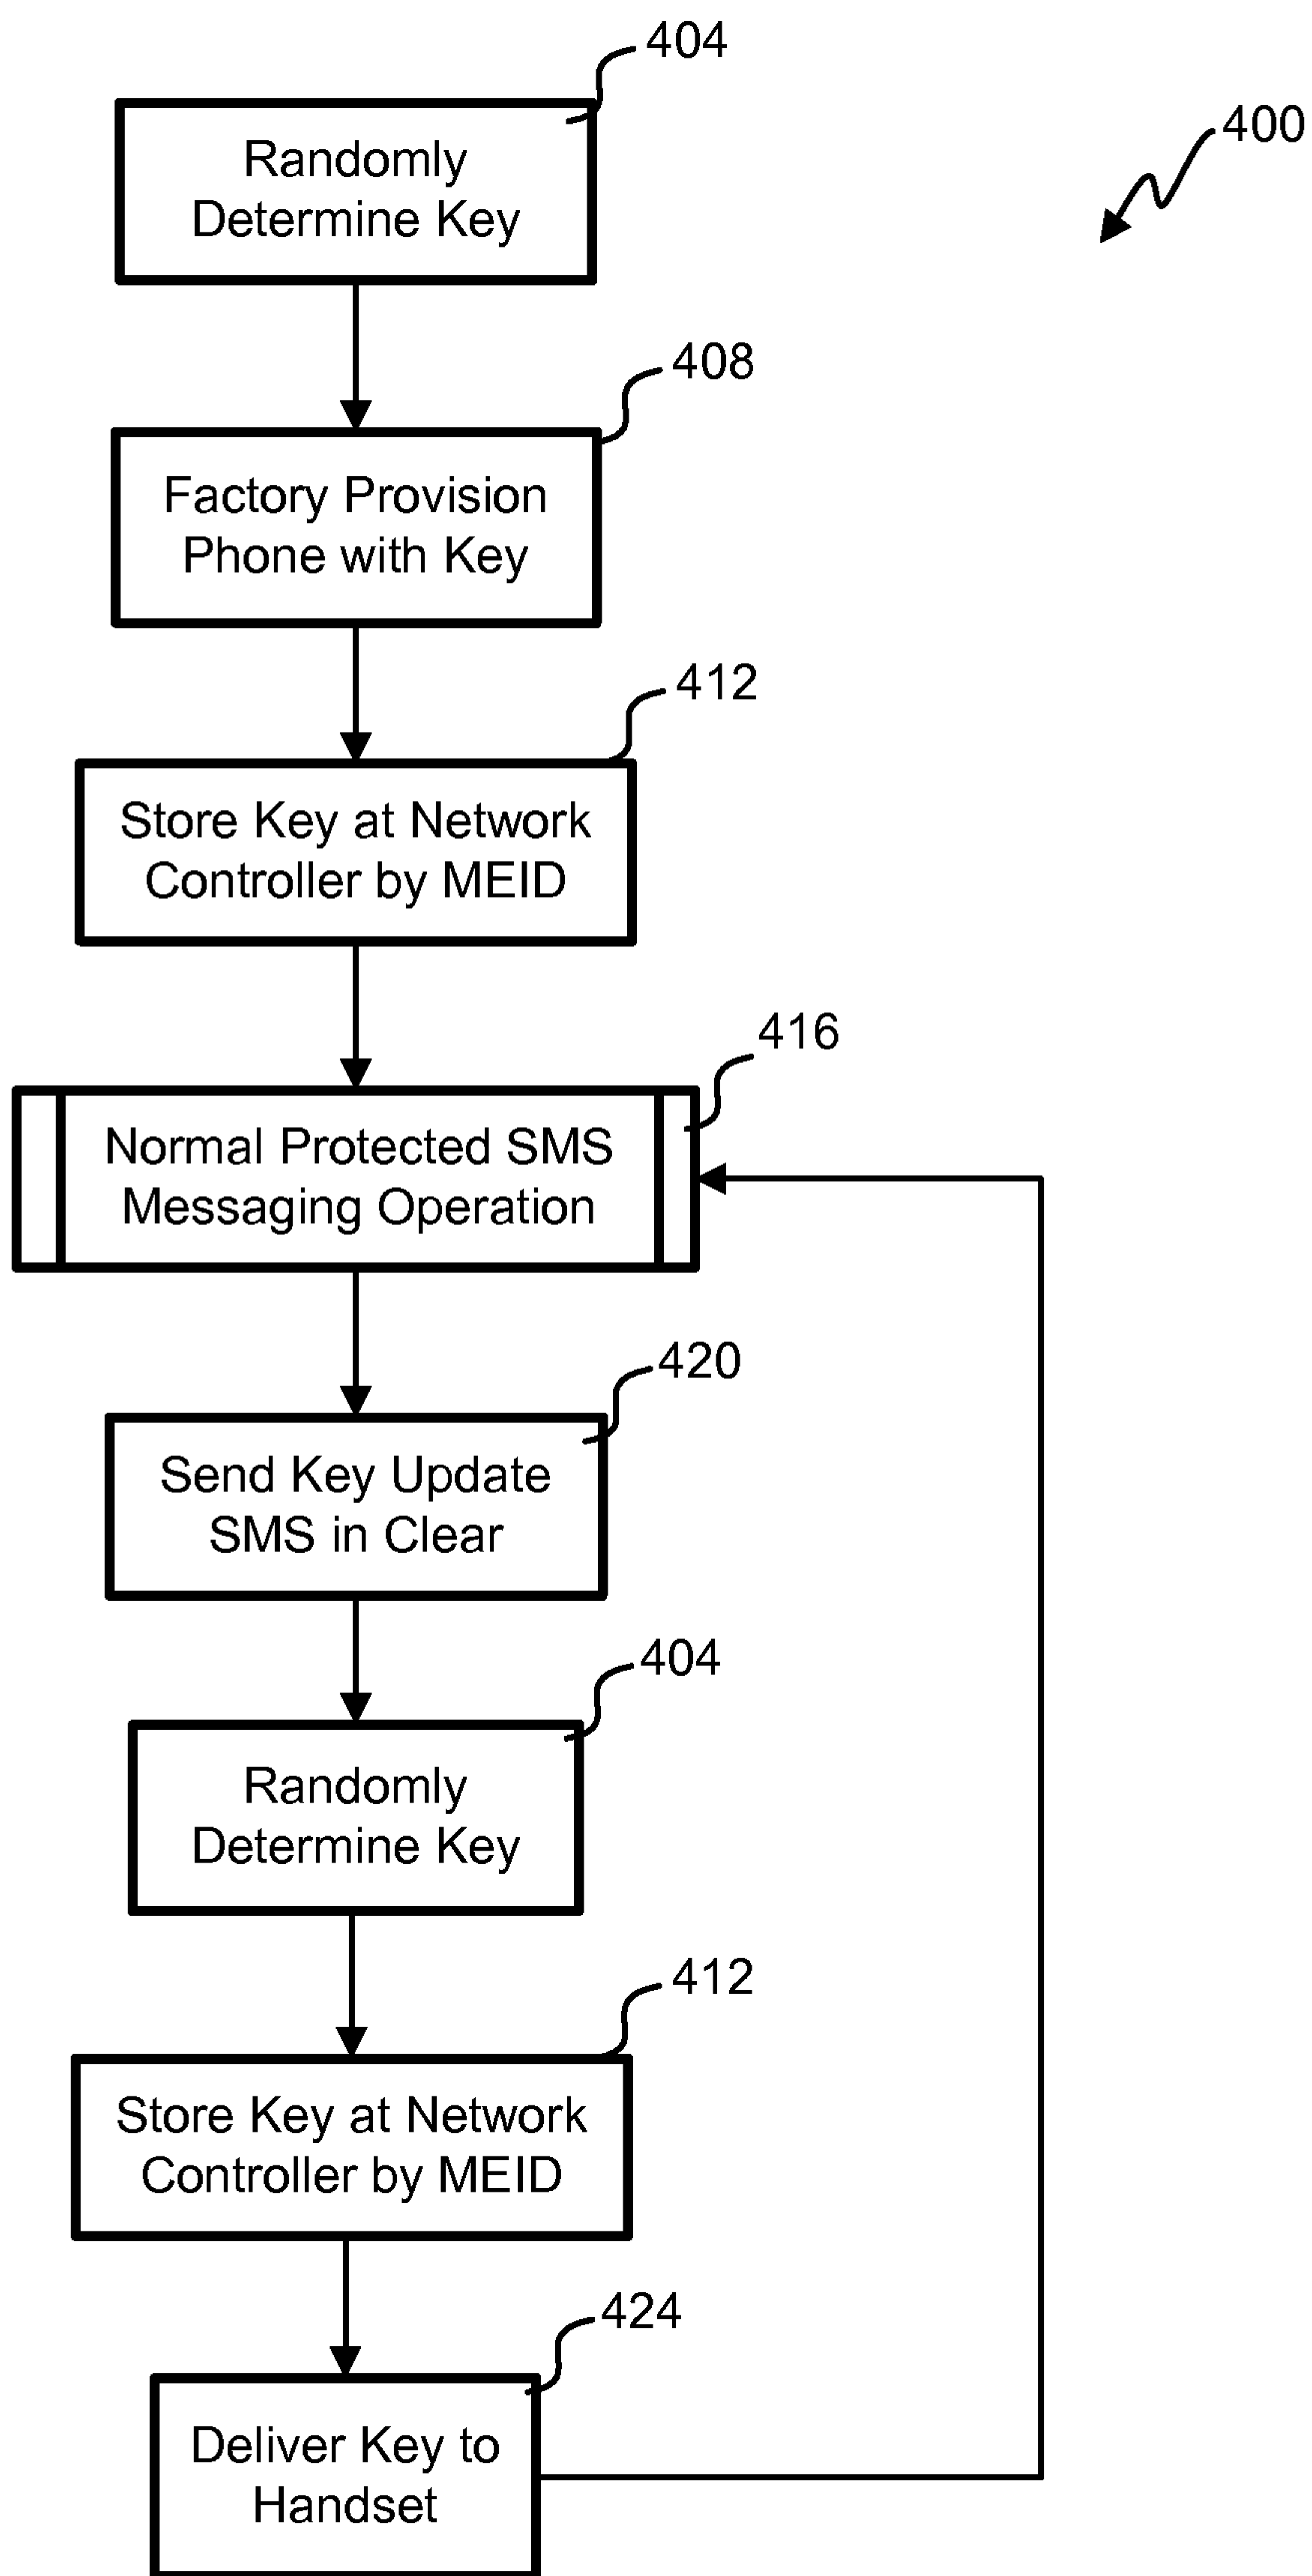 404
400
Randomly
Determine Key
408
Factory Provision
Phone with Key
412
Store Key at Network
Controller by MEID
416
Normal Protected SMS
Messaging Operation
420
Send Key Update
SMS in Clear
404
Randomly
Determine Key
412
Store Key at Network
Controller by MEID
424
Deliver Key to
Handset